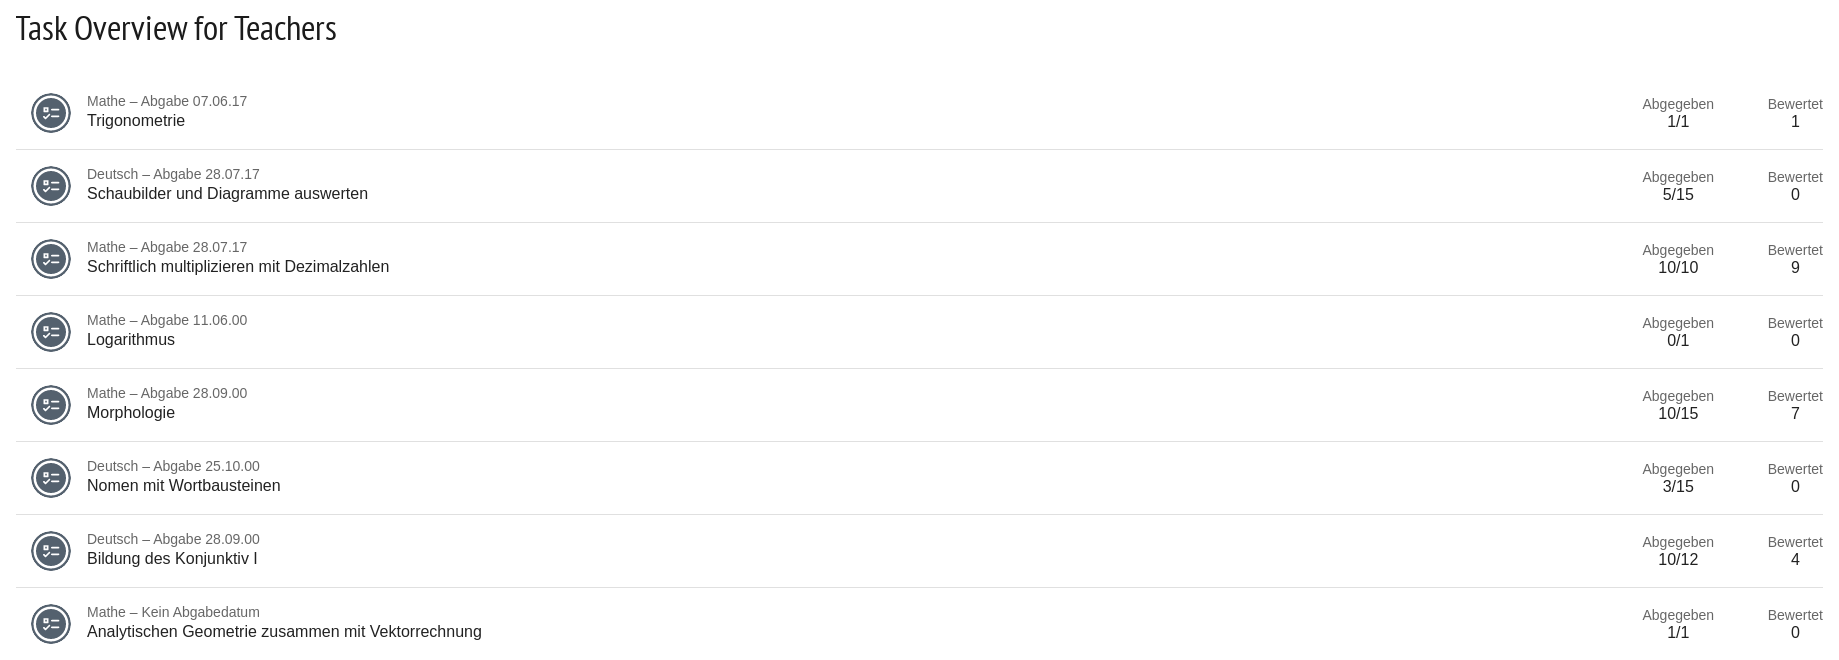 Task Overview for Teachers
Mathe – Abgabe 07.06.17
Trigonometrie
Abgegeben
1/1
Bewertet
1
Deutsch – Abgabe 28.07.17
Schaubilder und Diagramme auswerten
Abgegeben
5/15
Bewertet
0
Mathe – Abgabe 28.07.17
Schriftlich multiplizieren mit Dezimalzahlen
Abgegeben
10/10
Bewertet
9
Mathe – Abgabe 11.06.00
Logarithmus
Abgegeben
0/1
Bewertet
0
Mathe – Abgabe 28.09.00
Morphologie
Abgegeben
10/15
Bewertet
7
Deutsch – Abgabe 25.10.00
Nomen mit Wortbausteinen
Abgegeben
3/15
Bewertet
0
Deutsch – Abgabe 28.09.00
Bildung des Konjunktiv I
Abgegeben
10/12
Bewertet
4
Mathe – Kein Abgabedatum
Analytischen Geometrie zusammen mit Vektorrechnung
Abgegeben
1/1
Bewertet
0